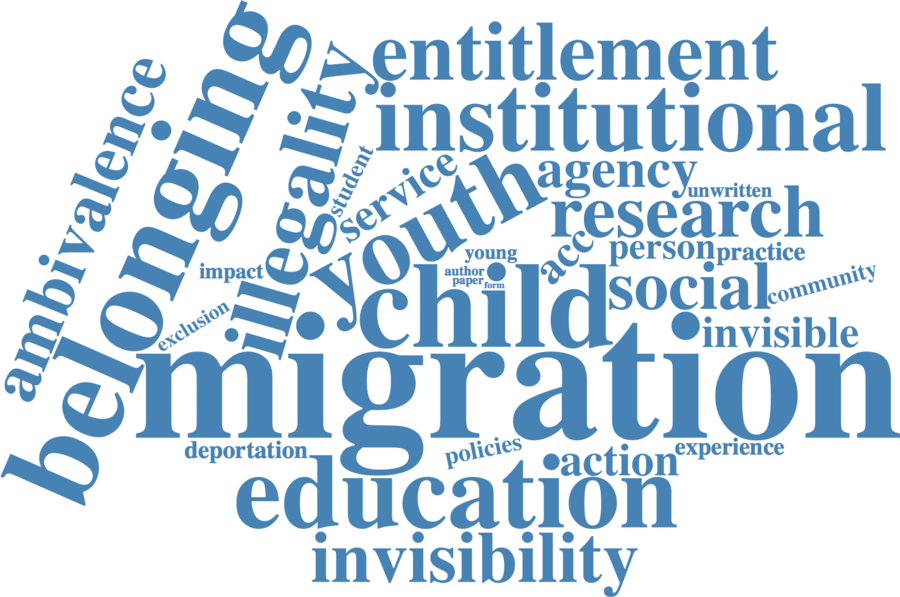 entitlement
institutional
belonging
ambivalence
illegality
student
service
youth
agency
unwritten
research
person
practice
acc
young
author
paper
form
impact
child
social
community
exclusion
invisible
migration
deportation
policies
action
experience
education
invisibility